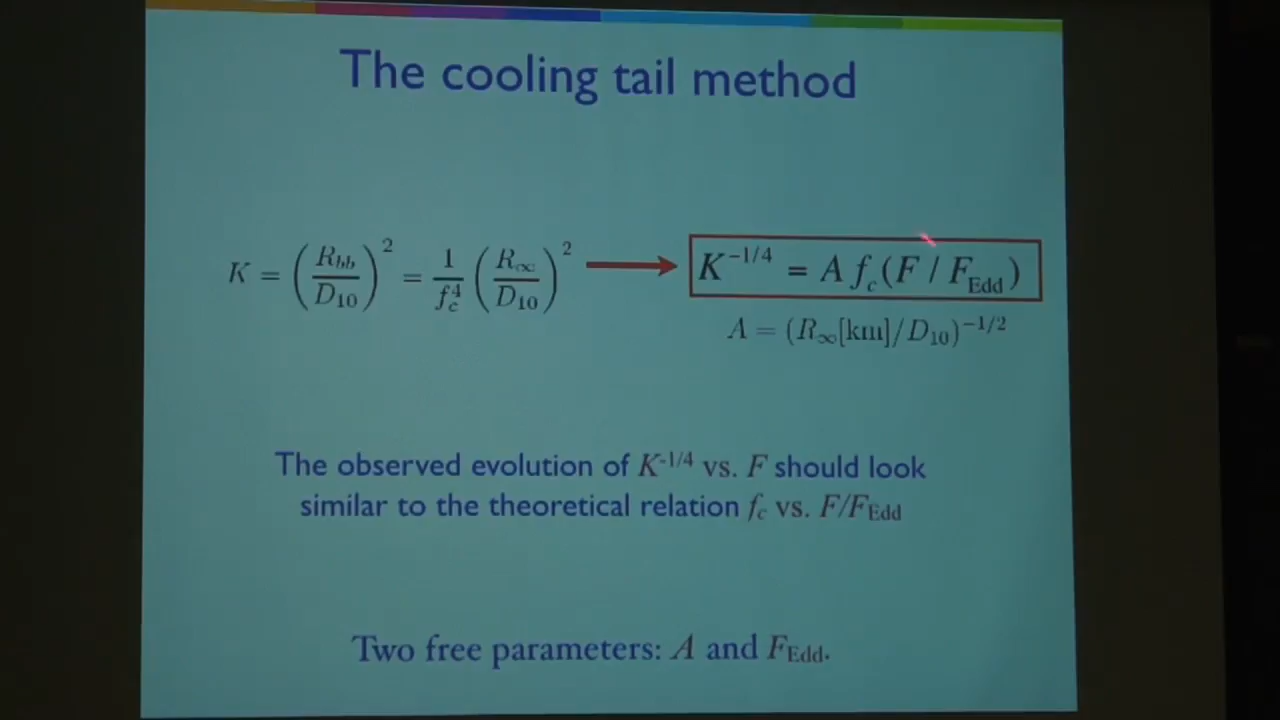 The cooling tail method
K = (R_bb / D_10)^2 = 1/f_c^4 (R_∞ / D_10)^2 → K^{-1/4} = A f_c(F / F_Edd)
A = (R_∞[km]/D_10)^{-1/2}
The observed evolution of K^{-1/4} vs. F should look
similar to the theoretical relation f_c vs. F/F_Edd
Two free parameters: A and F_Edd.